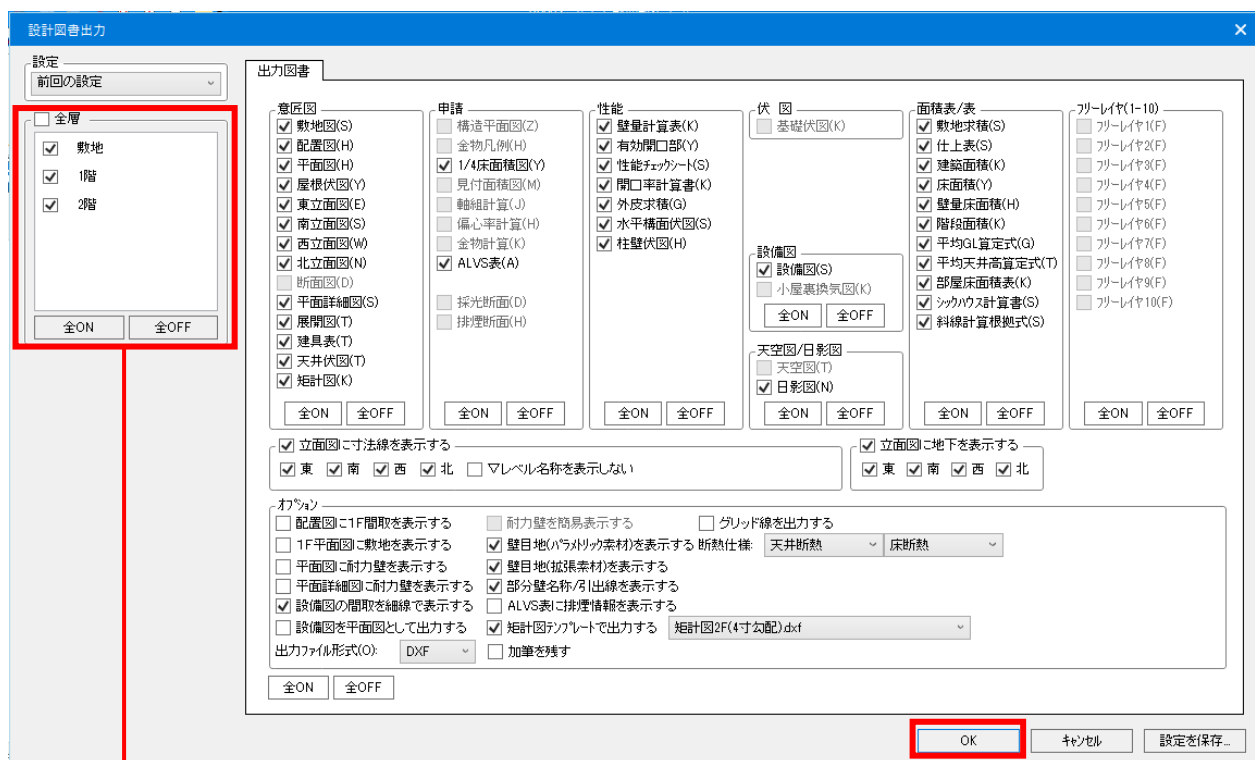 設計図書出力
設定
前回の設定
全層
敷地
1階
2階
全ON 全OFF
出力図書
意匠図
敷地図(S)
配置図(H)
平面図(H)
屋根伏図(Y)
東立面図(E)
南立面図(S)
西立面図(W)
北立面図(N)
断面図(D)
平面詳細図(S)
展開図(T)
建具表(T)
天井伏図(T)
矩計図(K)
全ON 全OFF
申請
構造平面図(Z)
金物凡例(H)
1/4床面積図(Y)
見付面積図(M)
軸組計算(J)
偏心率計算(H)
金物計算(K)
ALVS表(A)
採光断面(D)
排煙断面(H)
全ON 全OFF
性能
壁量計算表(K)
有効開口部(Y)
性能チェックシート(S)
開口率計算書(K)
外皮求積(G)
水平構面伏図(S)
柱壁伏図(H)
全ON 全OFF
伏 図
基礎伏図(K)
設備図
設備図(S)
小屋裏換気図(K)
全ON 全OFF
天空図/日影図
天空図(T)
日影図(N)
全ON 全OFF
面積表/表
敷地求積(S)
仕上表(S)
建築面積(K)
床面積(Y)
壁量床面積(H)
階段面積(K)
平均GL算定式(G)
平均天井高算定式(T)
部屋床面積表(K)
シックハウス計算書(S)
斜線計算根拠式(S)
全ON 全OFF
フリーレイヤ(1-10)
フリーレイヤ1(F)
フリーレイヤ2(F)
フリーレイヤ3(F)
フリーレイヤ4(F)
フリーレイヤ5(F)
フリーレイヤ6(F)
フリーレイヤ7(F)
フリーレイヤ8(F)
フリーレイヤ9(F)
フリーレイヤ10(F)
全ON 全OFF
立面図に寸法線を表示する
東 南 西 北 ▽レベル名称を表示しない
立面図に地下を表示する
東 南 西 北
オプション
配置図に1F間取を表示する 耐力壁を簡易表示する グリッド線を出力する
1F平面図に敷地を表示する 壁目地(パラメトリック素材)を表示する 断熱仕様: 天井断熱 床断熱
平面図に耐力壁を表示する 壁目地(拡張素材)を表示する
平面詳細図に耐力壁を表示する 部分壁名称/引出線を表示する
設備図の間取を細線で表示する ALVS表に排煙情報を表示する
設備図を平面図として出力する 矩計図テンプレートで出力する 矩計図2F(4寸勾配).dxf
出力ファイル形式(O): DXF 加筆を残す
全ON 全OFF
OK キャンセル 設定を保存...